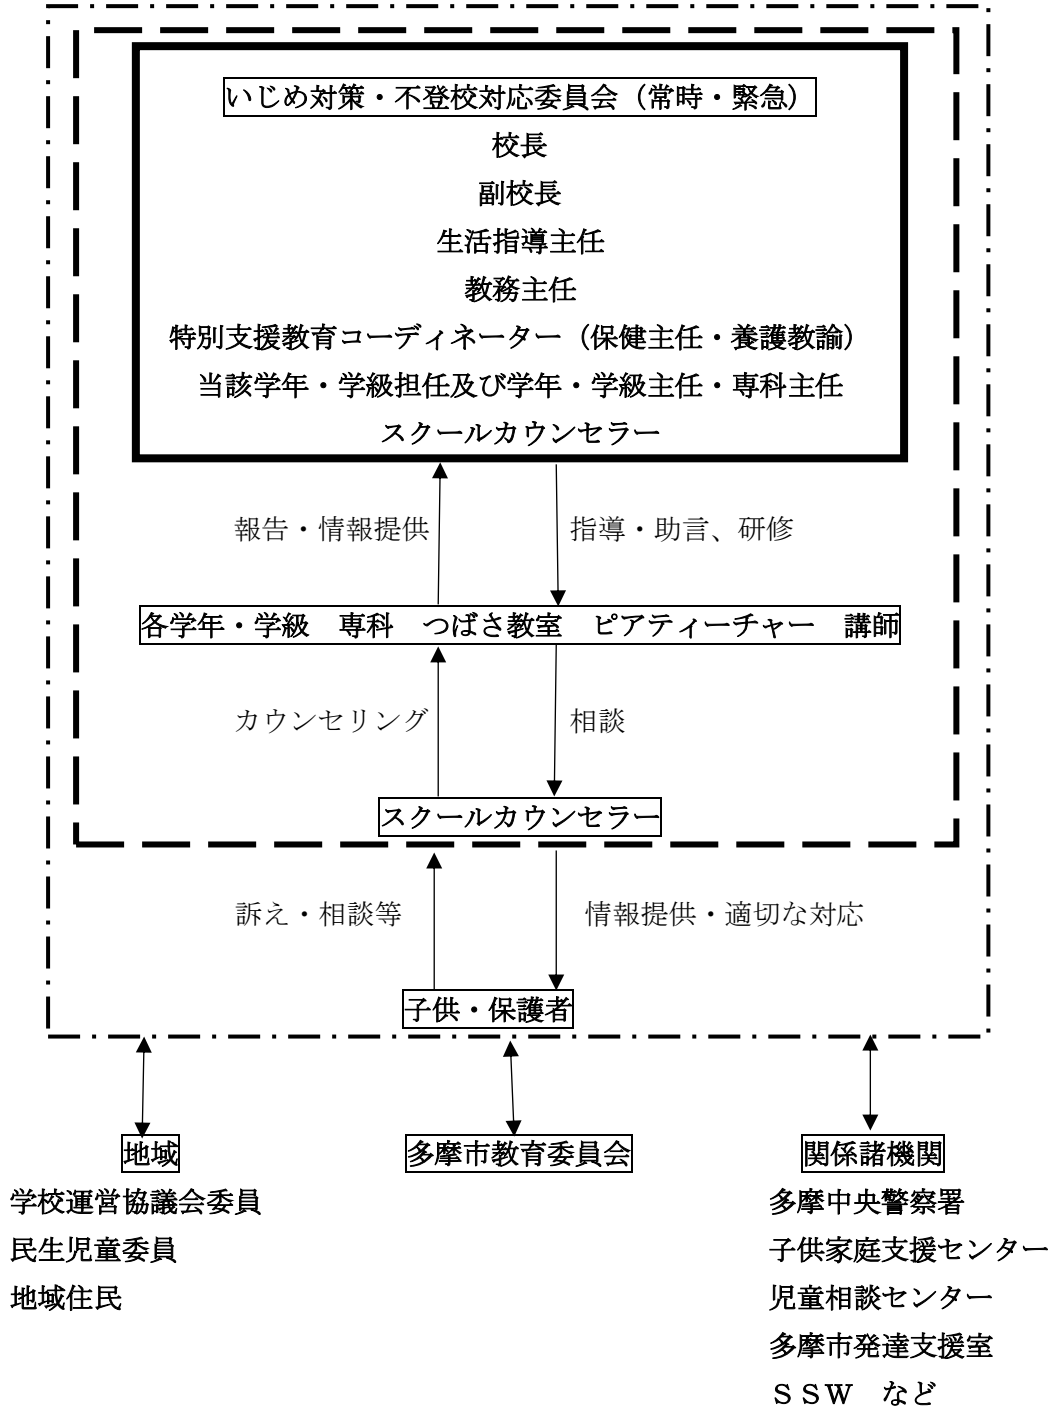 いじめ対策・不登校対応委員会（常時・緊急）
校長
副校長
生活指導主任
教務主任
特別支援教育コーディネーター（保健主任・養護教諭）
当該学年・学級担任及び学年・学級主任・専科主任
スクールカウンセラー
報告・情報提供
指導・助言、研修
各学年・学級　専科　つばさ教室　ピアティーチャー　講師
カウンセリング
相談
スクールカウンセラー
訴え・相談等
情報提供・適切な対応
子供・保護者
地域
学校運営協議会委員
民生児童委員
地域住民
多摩市教育委員会
関係諸機関
多摩中央警察署
子供家庭支援センター
児童相談センター
多摩市発達支援室
ＳＳＷ　など